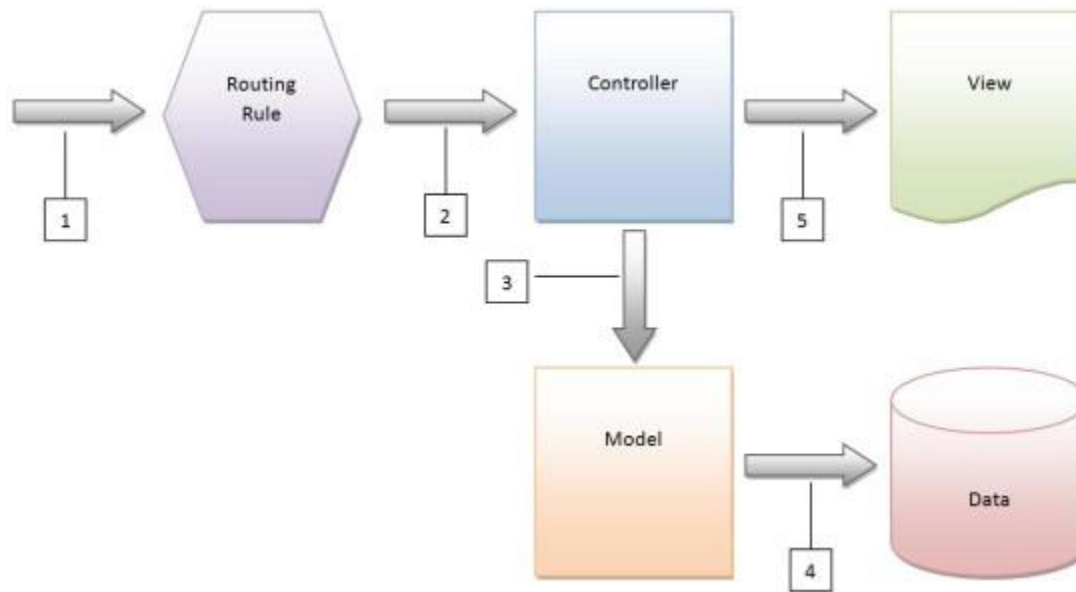 Routing
Rule
Controller
View
1
2
5
3
Model
Data
4